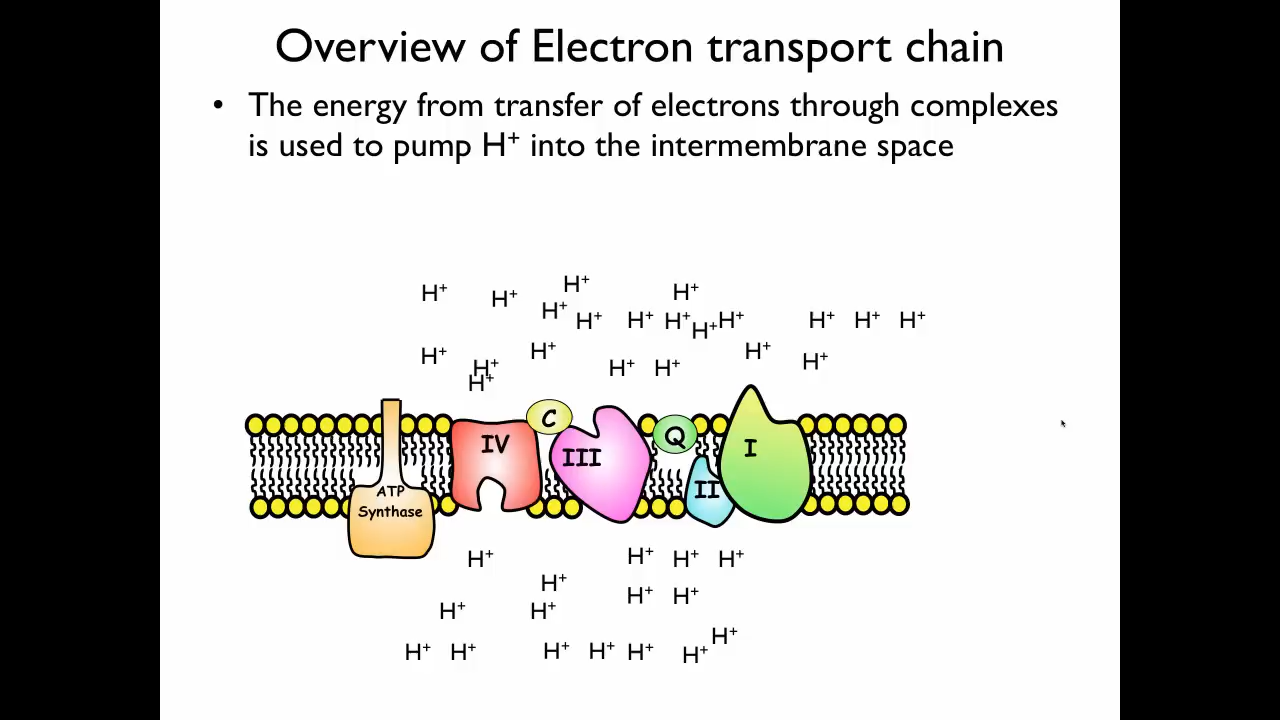 Overview of Electron transport chain
• The energy from transfer of electrons through complexes
is used to pump H⁺ into the intermembrane space
H⁺ H⁺ H⁺ H⁺
H⁺ H⁺ H⁺ H⁺ H⁺ H⁺ H⁺ H⁺ H⁺ H⁺
H⁺ H⁺ H⁺ H⁺ H⁺ H⁺ H⁺ H⁺
H⁺
C
Q
IV III I
II
ATP
Synthase
H⁺ H⁺ H⁺ H⁺
H⁺ H⁺ H⁺
H⁺ H⁺
H⁺
H⁺ H⁺ H⁺ H⁺ H⁺ H⁺